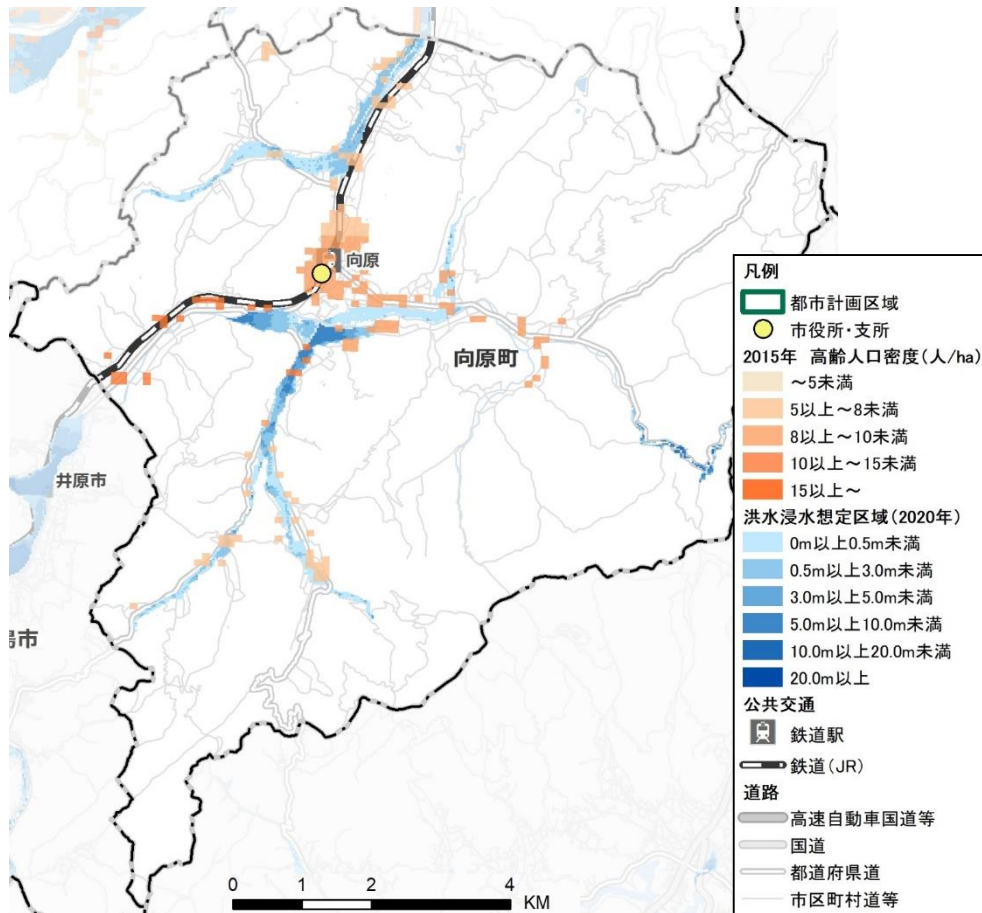 向原
向原町
井原市
島市
0 1 2 4
KM
凡例
都市計画区域
市役所・支所
2015年 高齢人口密度(人/ha)
～5未満
5以上～8未満
8以上～10未満
10以上～15未満
15以上～
洪水浸水想定区域(2020年)
0m以上0.5m未満
0.5m以上3.0m未満
3.0m以上5.0m未満
5.0m以上10.0m未満
10.0m以上20.0m未満
20.0m以上
公共交通
鉄道駅
鉄道(JR)
道路
高速自動車国道等
国道
都道府県道
市区町村道等